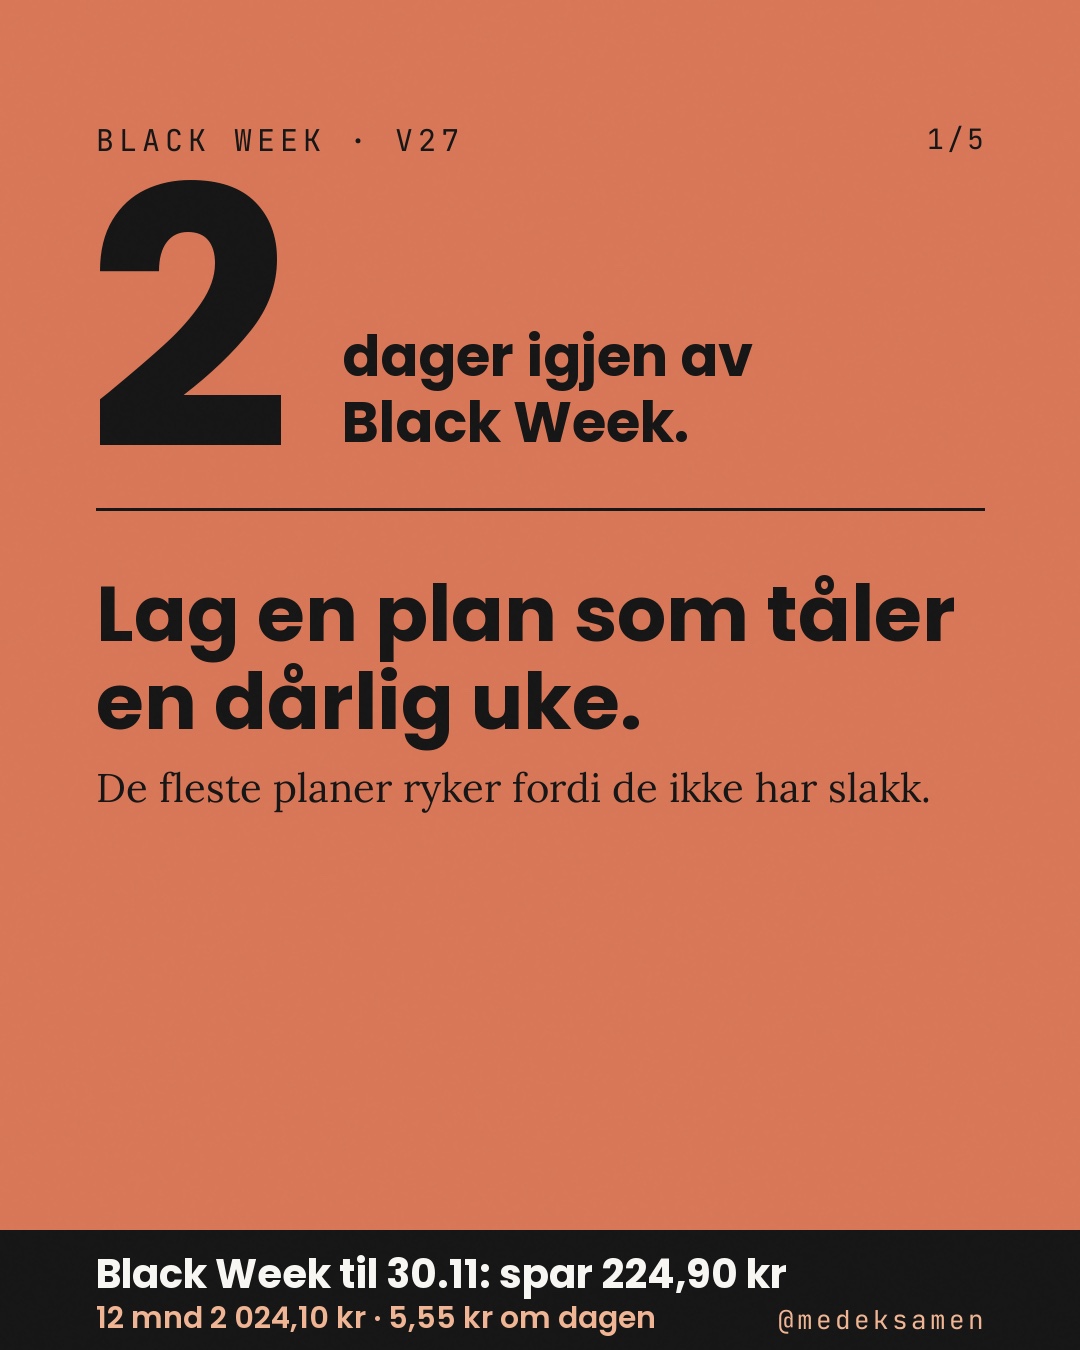 BLACK WEEK · V27
1/5
2
dager igjen av
Black Week.
Lag en plan som tåler
en dårlig uke.
De fleste planer ryker fordi de ikke har slakk.
Black Week til 30.11: spar 224,90 kr
12 mnd 2 024,10 kr · 5,55 kr om dagen
@medeksamen